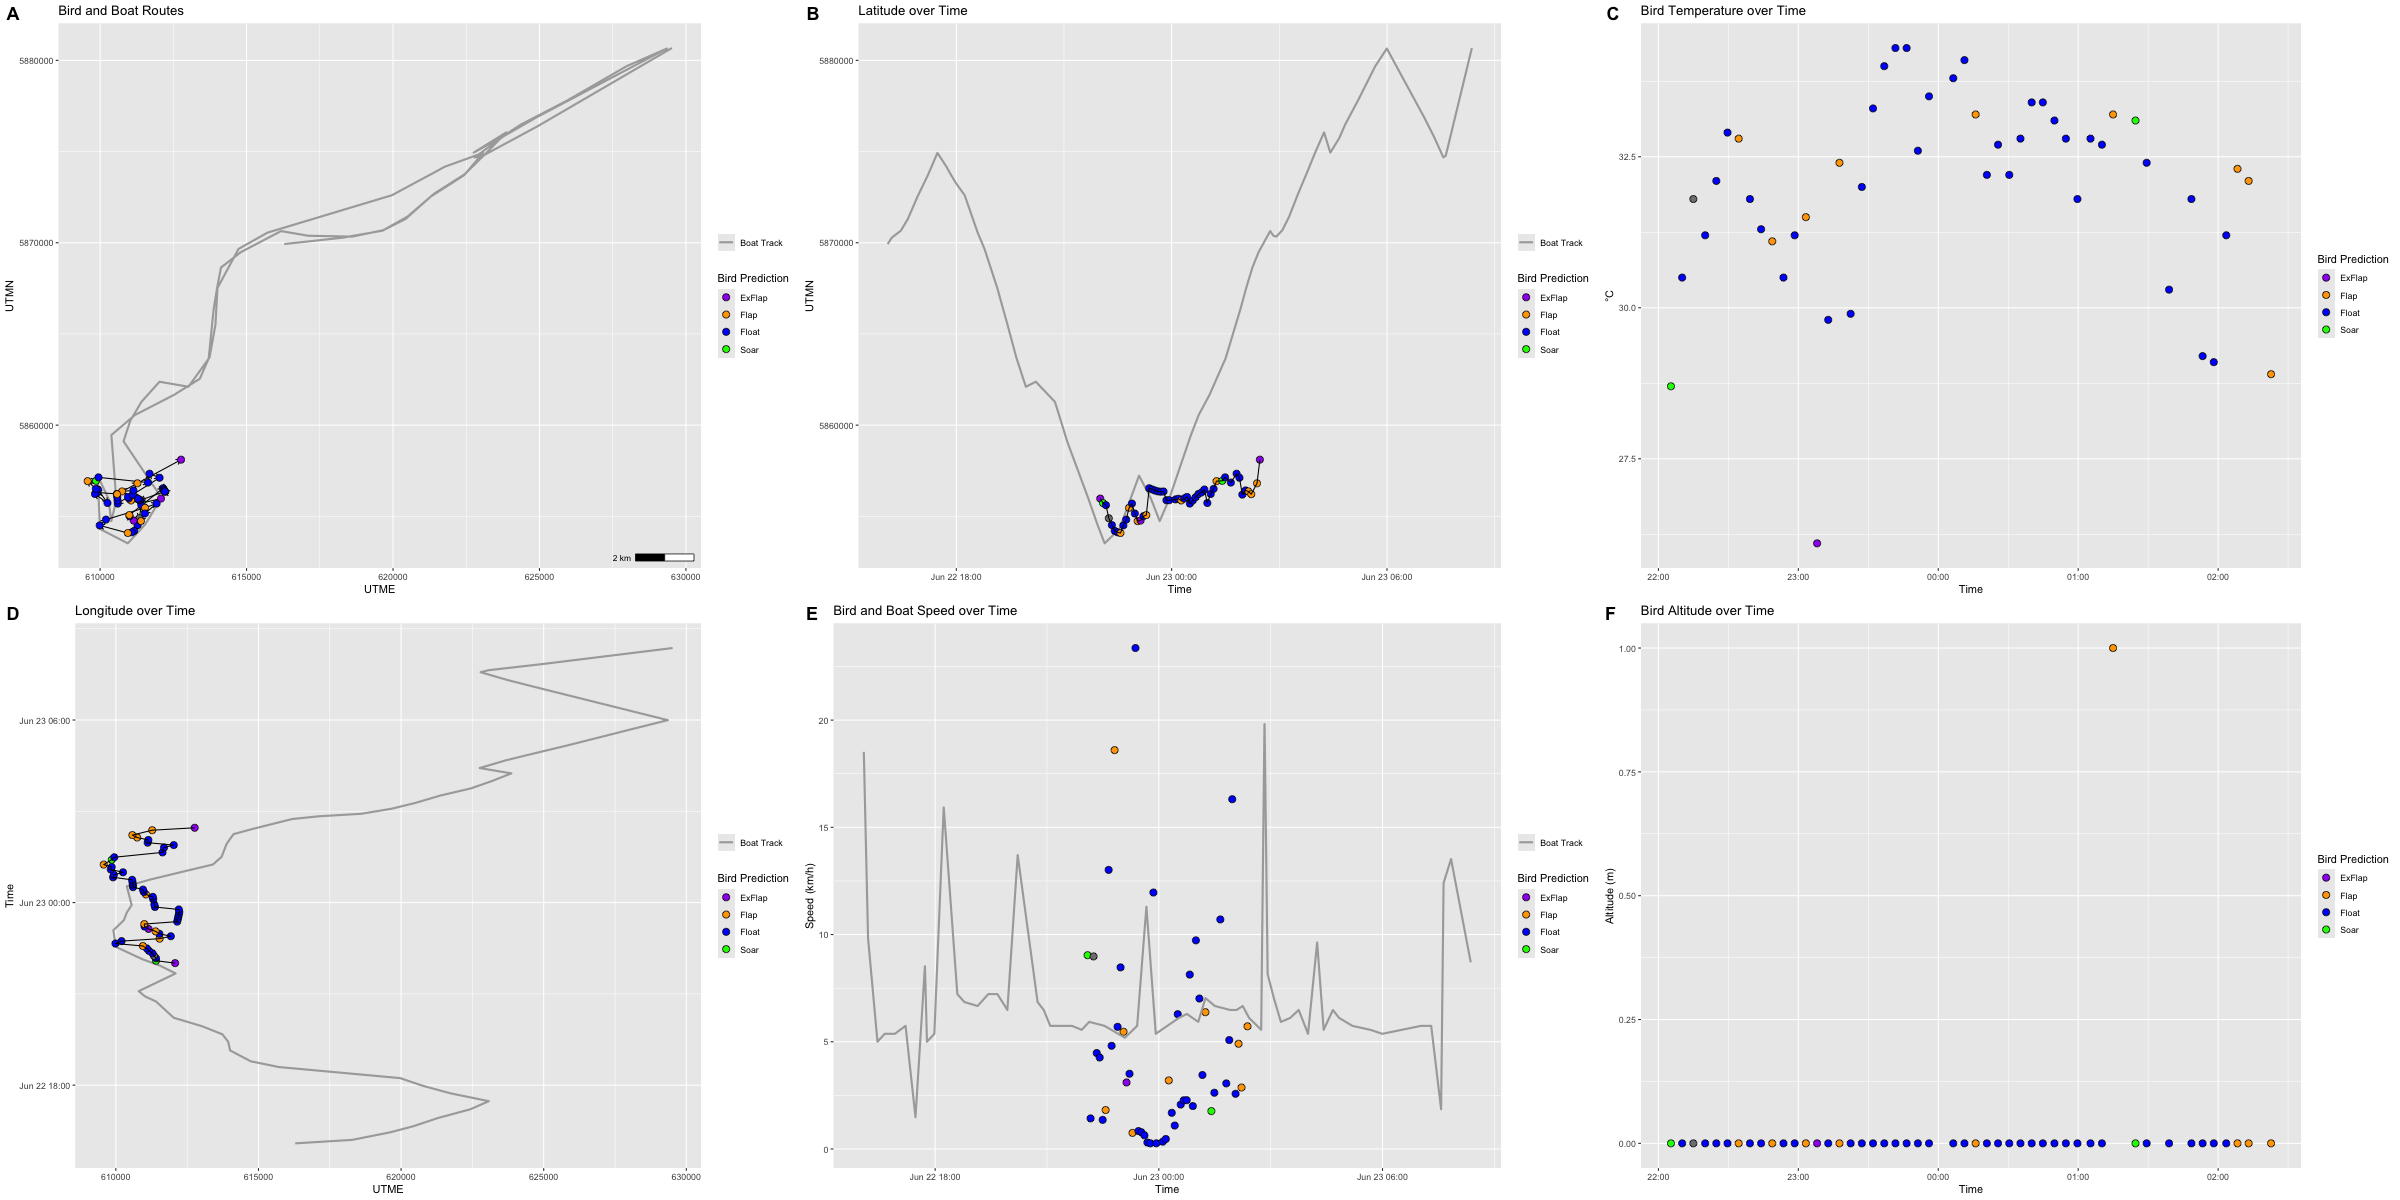 A Bird and Boat Routes
5880000
5870000
5860000
UTMN
610000 615000 620000 625000 630000
UTME
2 km
Boat Track
Bird Prediction
ExFlap
Flap
Float
Soar
B Latitude over Time
5880000
5870000
5860000
UTMN
Jun 22 18:00 Jun 23 00:00 Jun 23 06:00
Time
Boat Track
Bird Prediction
ExFlap
Flap
Float
Soar
C Bird Temperature over Time
32.5
30.0
27.5
°C
22:00 23:00 00:00 01:00 02:00
Time
Bird Prediction
ExFlap
Flap
Float
Soar
D Longitude over Time
Jun 23 06:00
Jun 23 00:00
Jun 22 18:00
Time
610000 615000 620000 625000 630000
UTME
Boat Track
Bird Prediction
ExFlap
Flap
Float
Soar
E Bird and Boat Speed over Time
20
15
10
5
0
Speed (km/h)
Jun 22 18:00 Jun 23 00:00 Jun 23 06:00
Time
Boat Track
Bird Prediction
ExFlap
Flap
Float
Soar
F Bird Altitude over Time
1.00
0.75
0.50
0.25
0.00
Altitude (m)
22:00 23:00 00:00 01:00 02:00
Time
Bird Prediction
ExFlap
Flap
Float
Soar